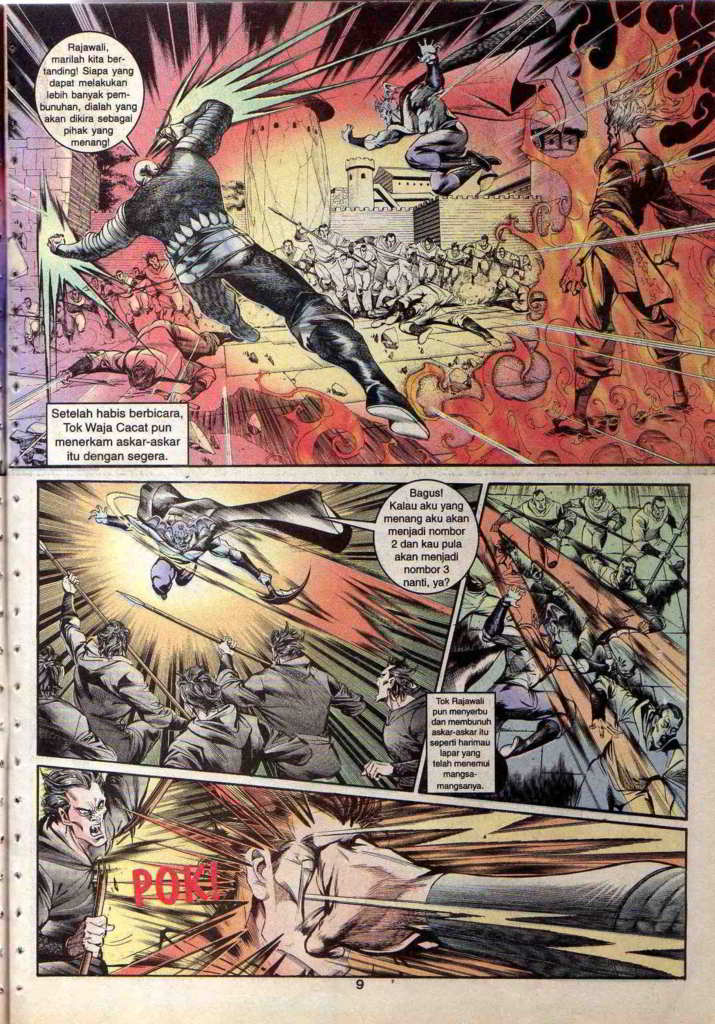 Rajawali,
marilah kita ber-
tanding! Siapa yang
dapat melakukan
lebih banyak pem-
bunuhan, dialah yang
akan dikira sebagai
pihak yang
menang!
Setelah habis berbicara,
Tok Waja Cacat pun
menerkam askar-askar
itu dengan segera.
Bagus!
Kalau aku yang
menang aku akan
menjadi nombor
2 dan kau pula
akan menjadi
nombor 3
nanti, ya?
Tok Rajawali
pun menyerbu
dan membunuh
askar-askar itu
seperti harimau
lapar yang
telah menemui
mangsa-
mangsanya.
POK!
9